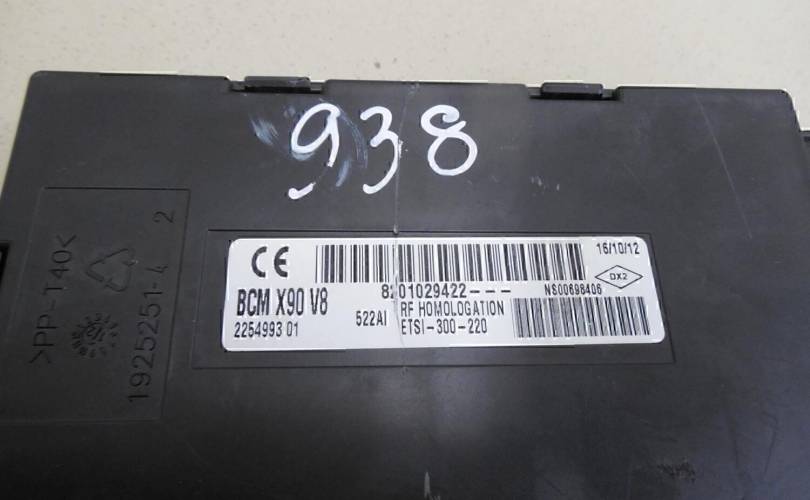 938
CE
16/10/12
8201029422---
NS00698406
DX2
BCM X90 V8
2254993 01
522AI
RF HOMOLOGATION
ETSI-300-220
>PP-T40<
1925251-4 2